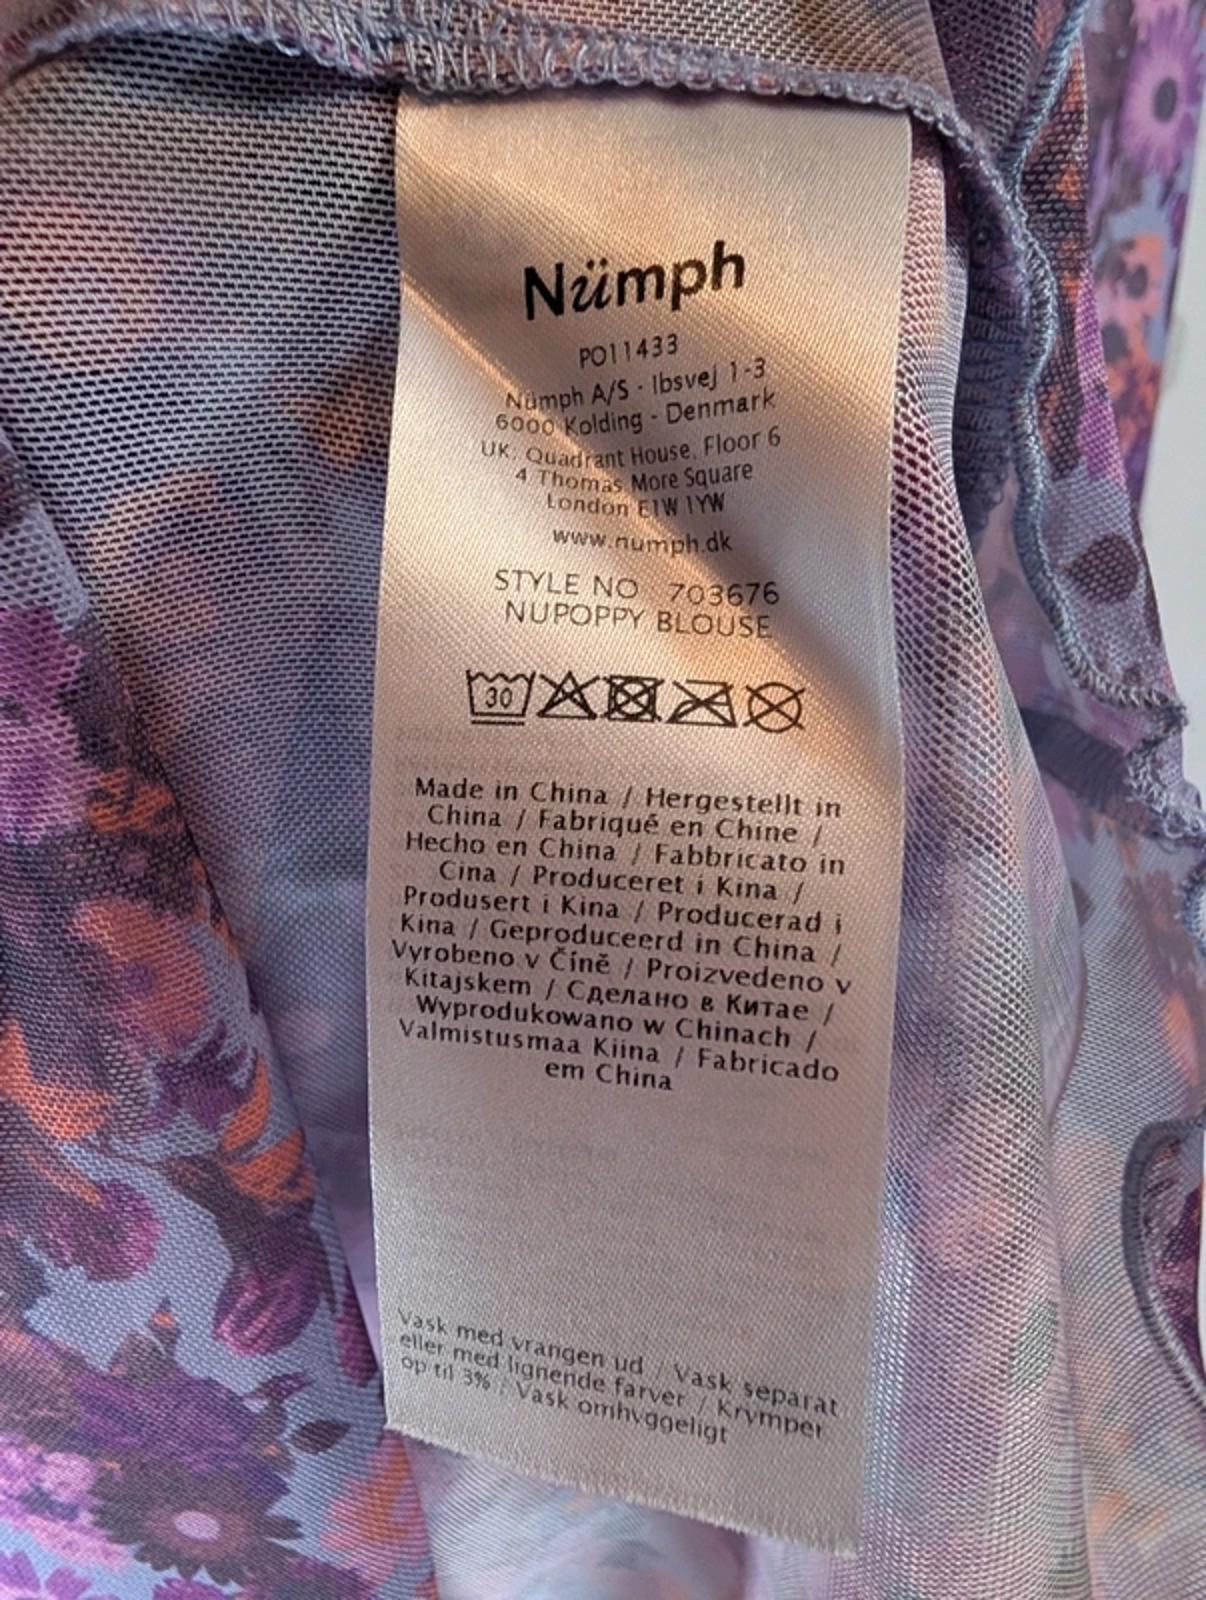 Nümph
PO11433
Nümph A/S - Ibsvej 1-3
6000 Kolding - Denmark
UK: Quadrant House, Floor 6
4 Thomas More Square
London E1W 1YW
www.numph.dk
STYLE NO 703676
NUPOPPY BLOUSE
30
Made in China / Hergestellt in
China / Fabriqué en Chine /
Hecho en China / Fabbricato in
Cina / Produceret i Kina /
Produsert i Kina / Producerad i
Kina / Geproduceerd in China /
Vyrobeno v Číně / Proizvedeno v
Kitajskem / Сделано в Китае /
Wyprodukowano w Chinach /
Valmistusmaa Kiina / Fabricado
em China
Vask med vrangen ud / Vask separat
eller med lignende farver / Krymper
op til 3% / Vask omhyggeligt